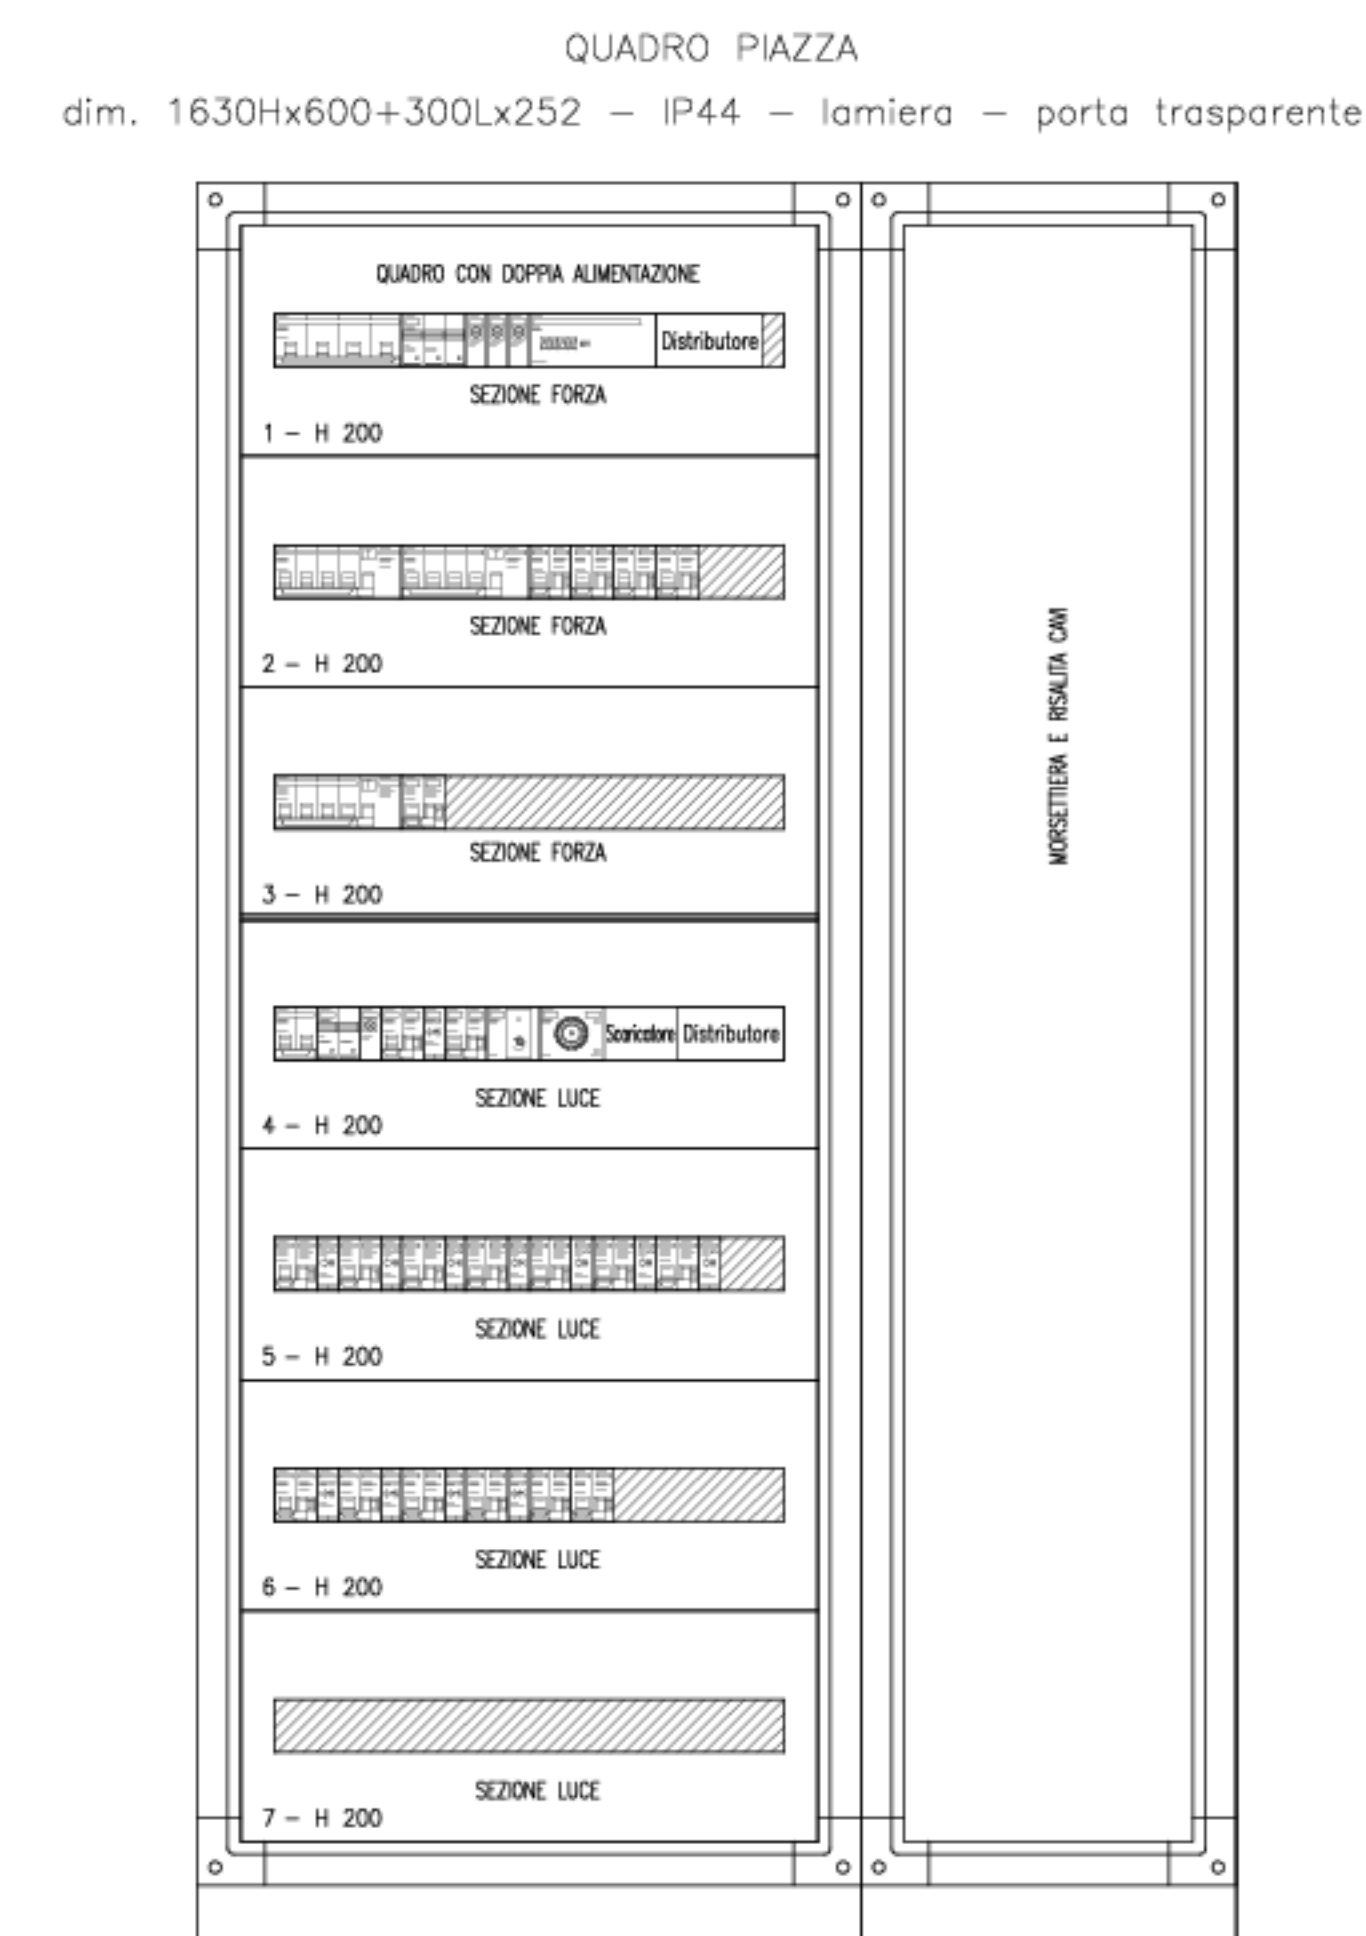 QUADRO PIAZZA
dim. 1630Hx600+300Lx252 – IP44 – lamiera – porta trasparente
QUADRO CON DOPPIA ALIMENTAZIONE
Distributore
SEZIONE FORZA
1 – H 200
SEZIONE FORZA
2 – H 200
SEZIONE FORZA
3 – H 200
Scaricatore Distributore
SEZIONE LUCE
4 – H 200
SEZIONE LUCE
5 – H 200
SEZIONE LUCE
6 – H 200
SEZIONE LUCE
7 – H 200
MORSETTIERA E RISALITA CAVI